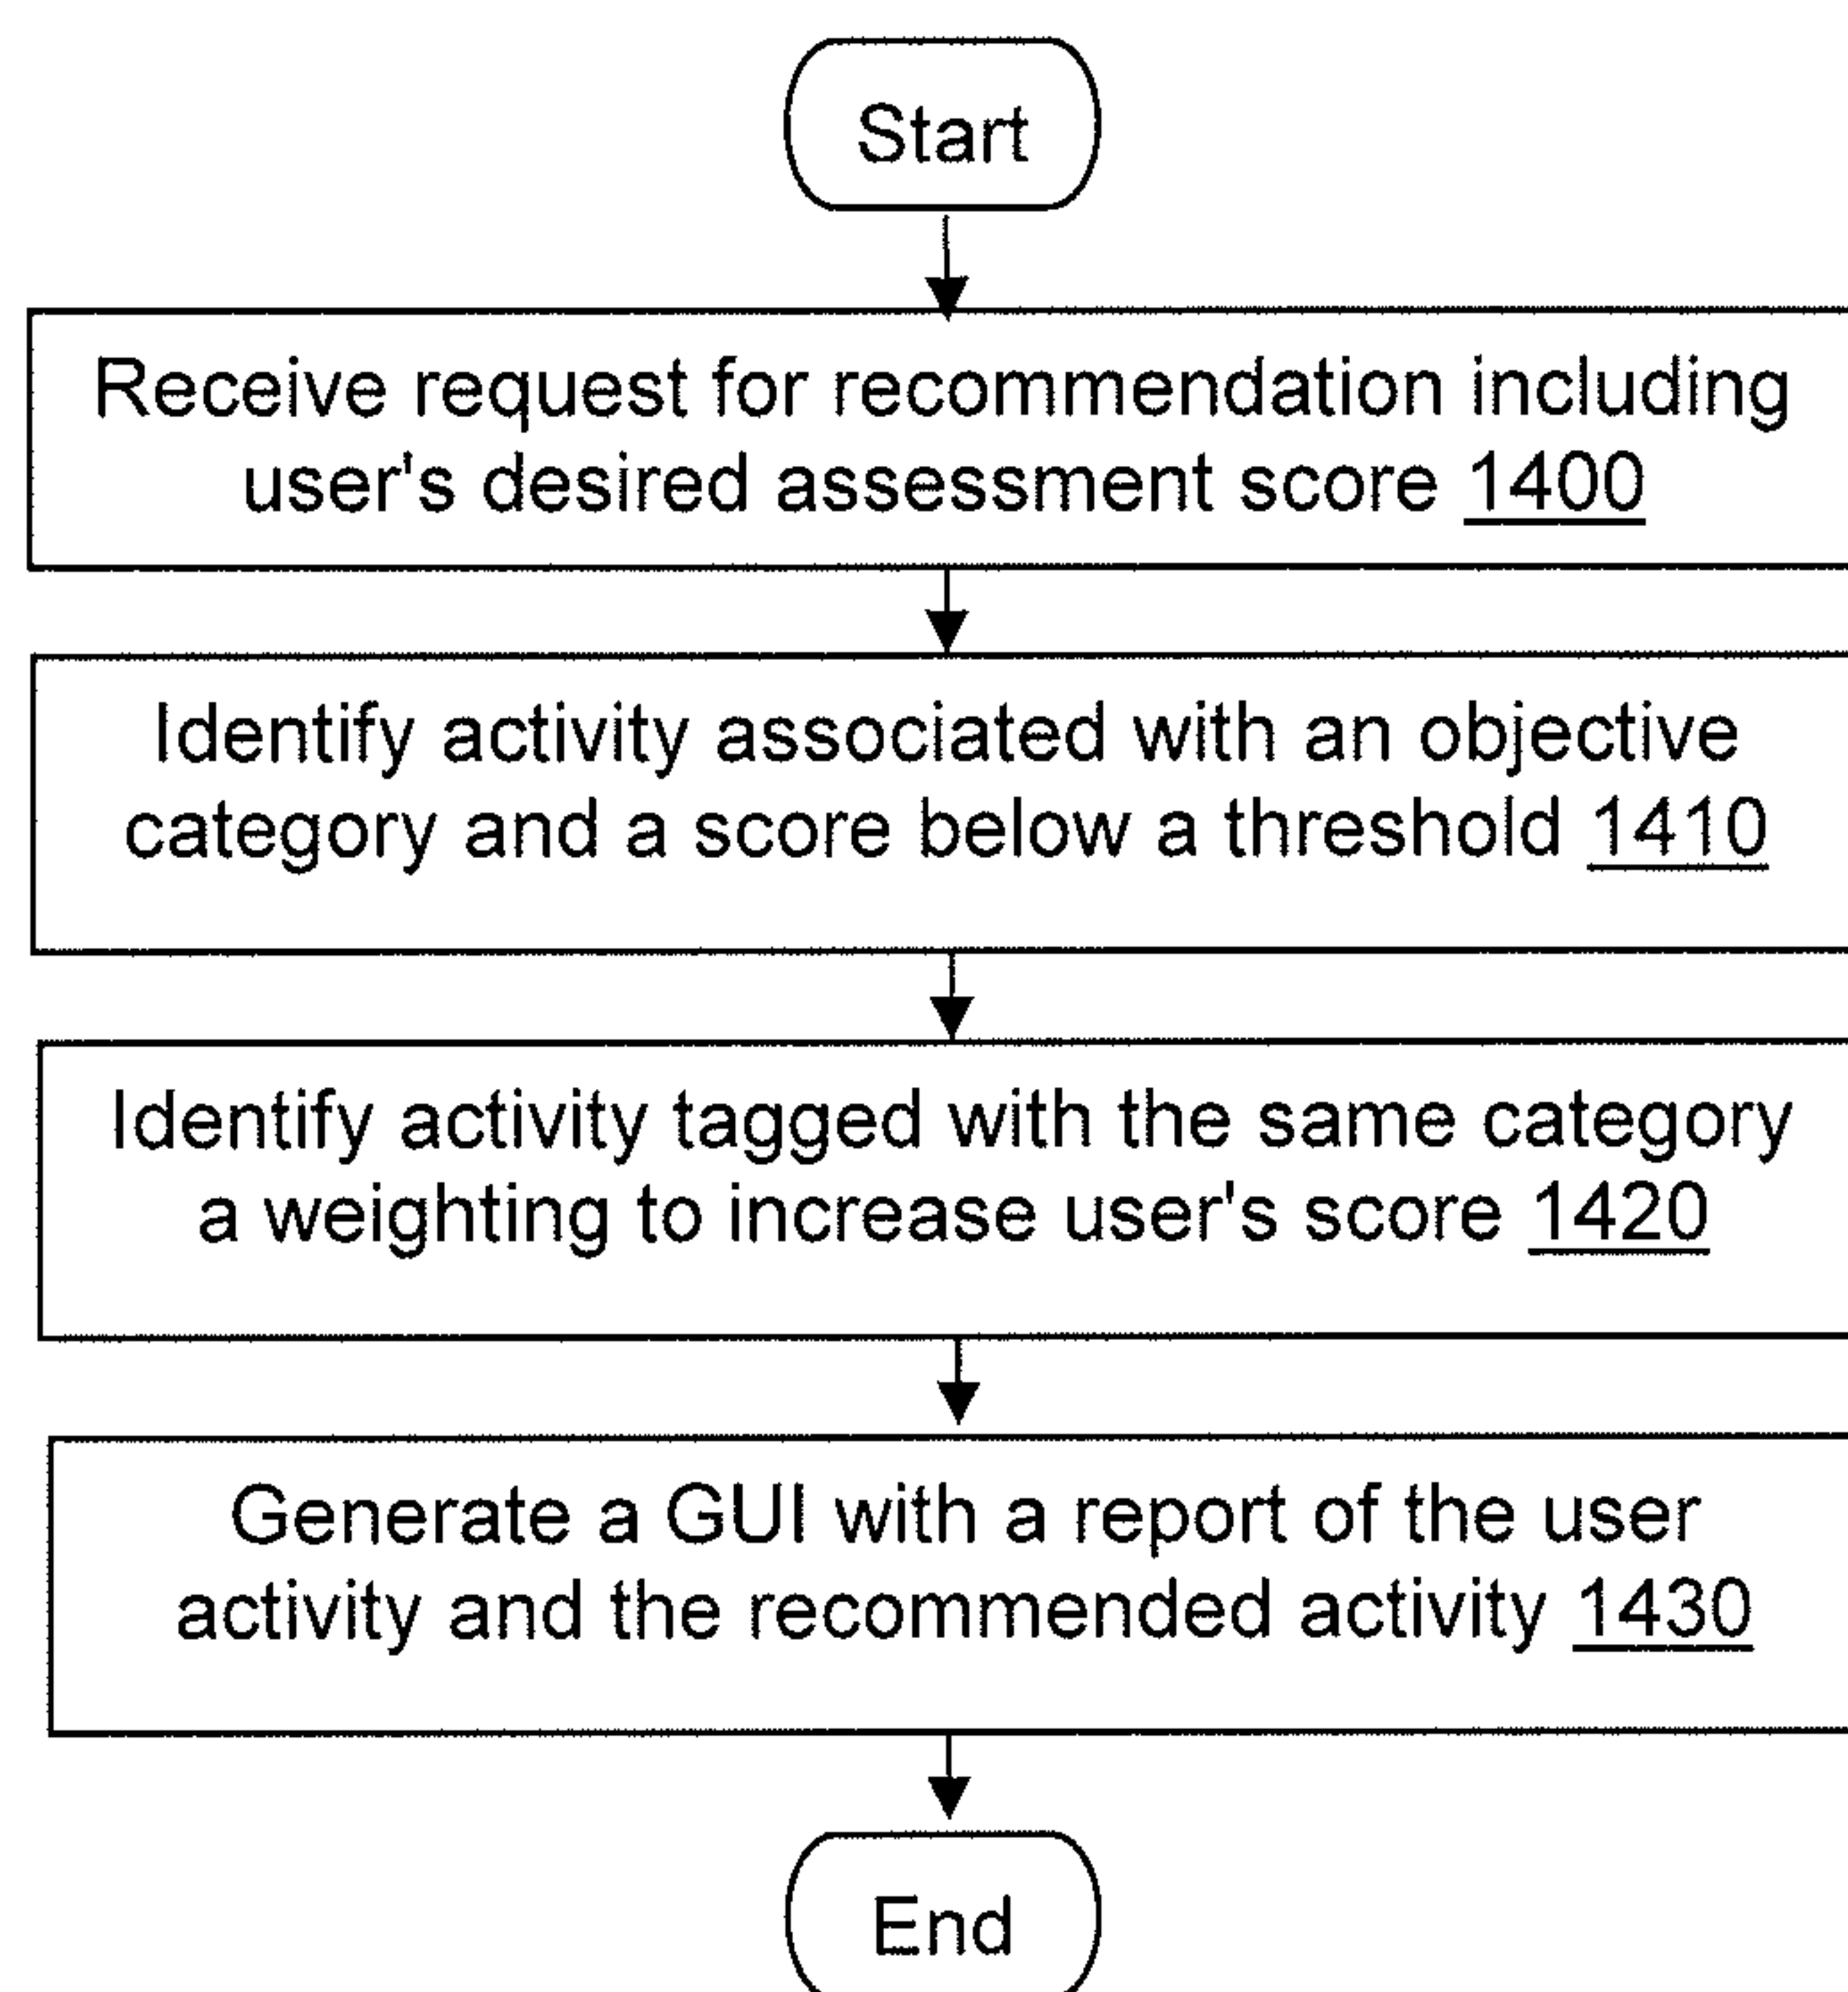 Start
Receive request for recommendation including
user's desired assessment score 1400
Identify activity associated with an objective
category and a score below a threshold 1410
Identify activity tagged with the same category
a weighting to increase user's score 1420
Generate a GUI with a report of the user
activity and the recommended activity 1430
End